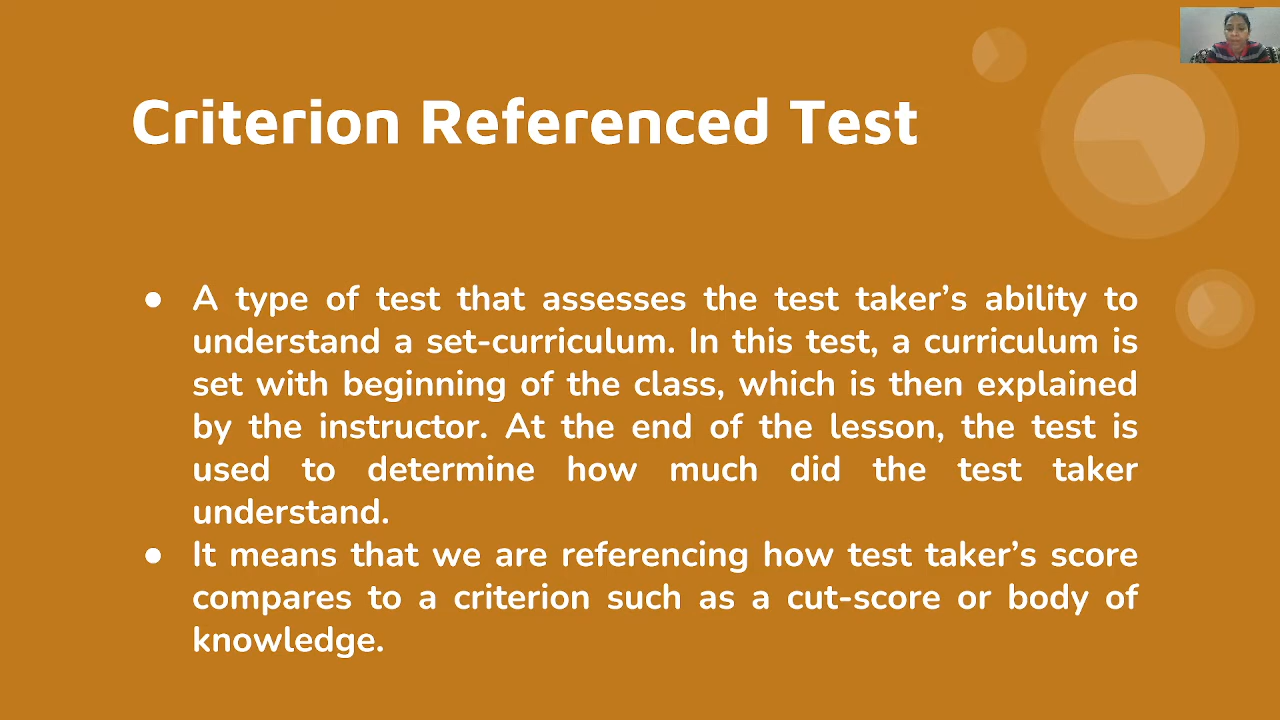 Criterion Referenced Test
● A type of test that assesses the test taker’s ability to
understand a set-curriculum. In this test, a curriculum is
set with beginning of the class, which is then explained
by the instructor. At the end of the lesson, the test is
used to determine how much did the test taker
understand.
● It means that we are referencing how test taker’s score
compares to a criterion such as a cut-score or body of
knowledge.